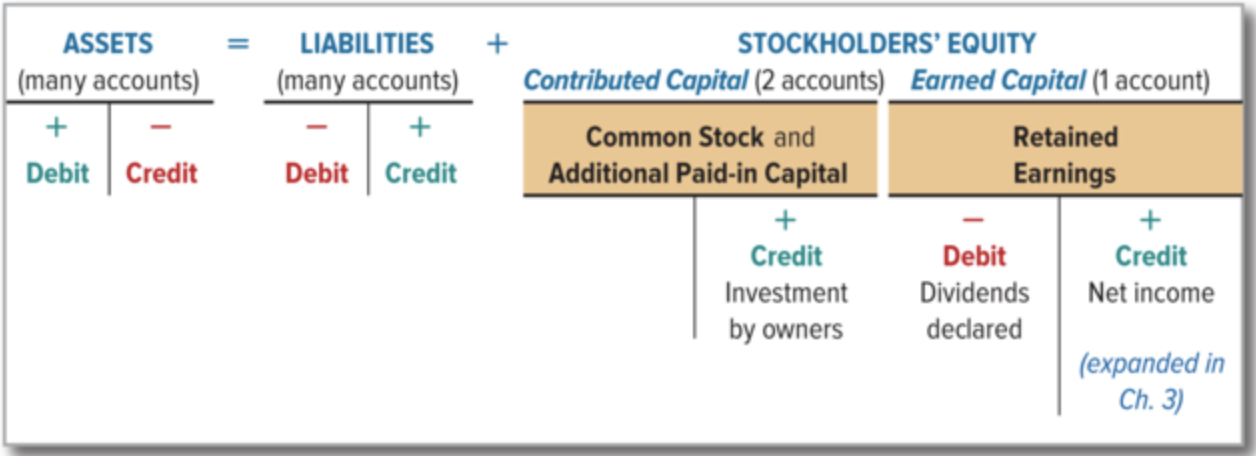 ASSETS = LIABILITIES + STOCKHOLDERS' EQUITY
(many accounts) (many accounts) Contributed Capital (2 accounts) Earned Capital (1 account)
+ − − + Common Stock and Retained
Debit Credit Debit Credit Additional Paid-in Capital Earnings
+ − +
Credit Debit Credit
Investment Dividends Net income
by owners declared
(expanded in
Ch. 3)